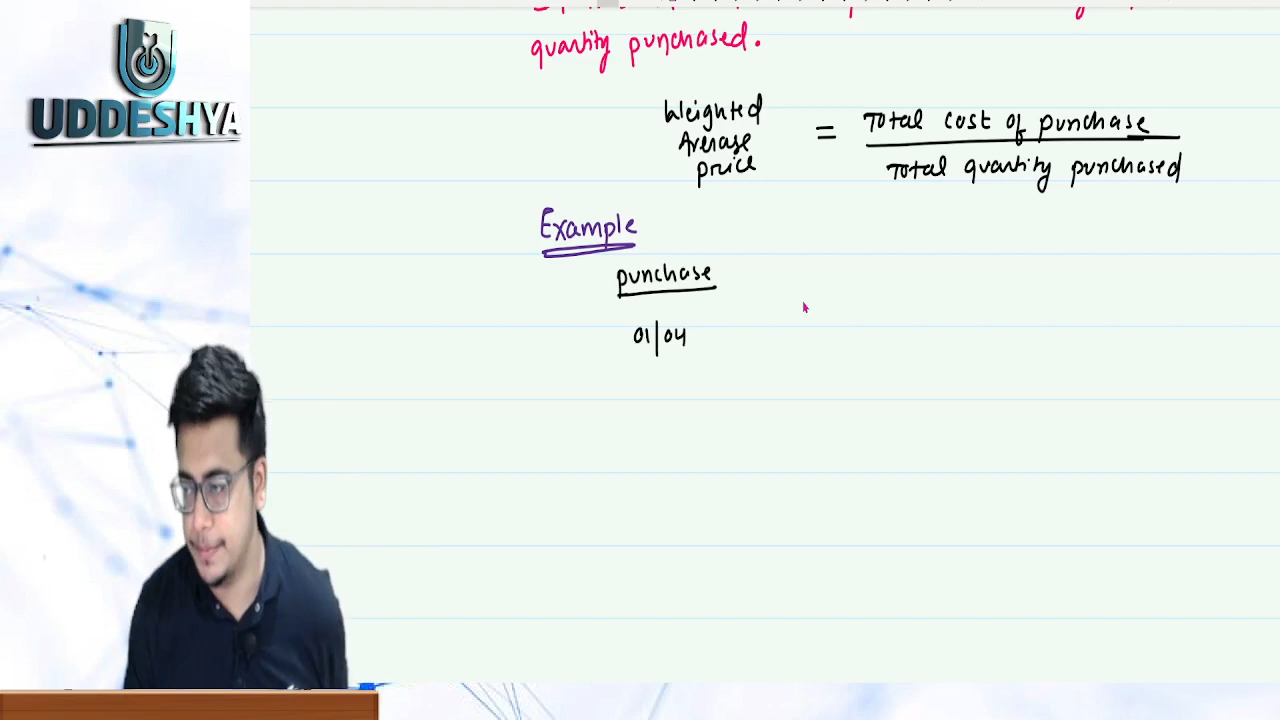 UDDESHYA
quantity purchased.
Weighted
Average
price
= Total cost of purchase
Total quantity purchased
Example
purchase
01|04